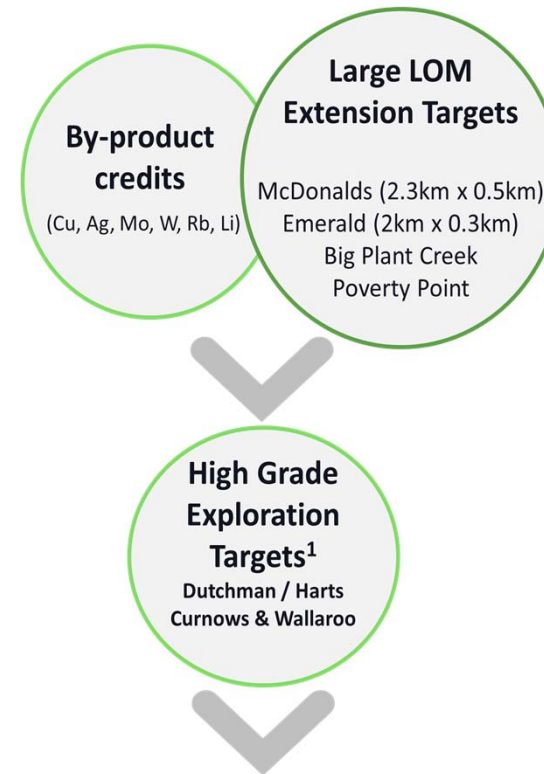 By-product
credits
(Cu, Ag, Mo, W, Rb, Li)
Large LOM
Extension Targets
McDonalds (2.3km x 0.5km)
Emerald (2km x 0.3km)
Big Plant Creek
Poverty Point
High Grade
Exploration
Targets¹
Dutchman / Harts
Curnows & Wallaroo